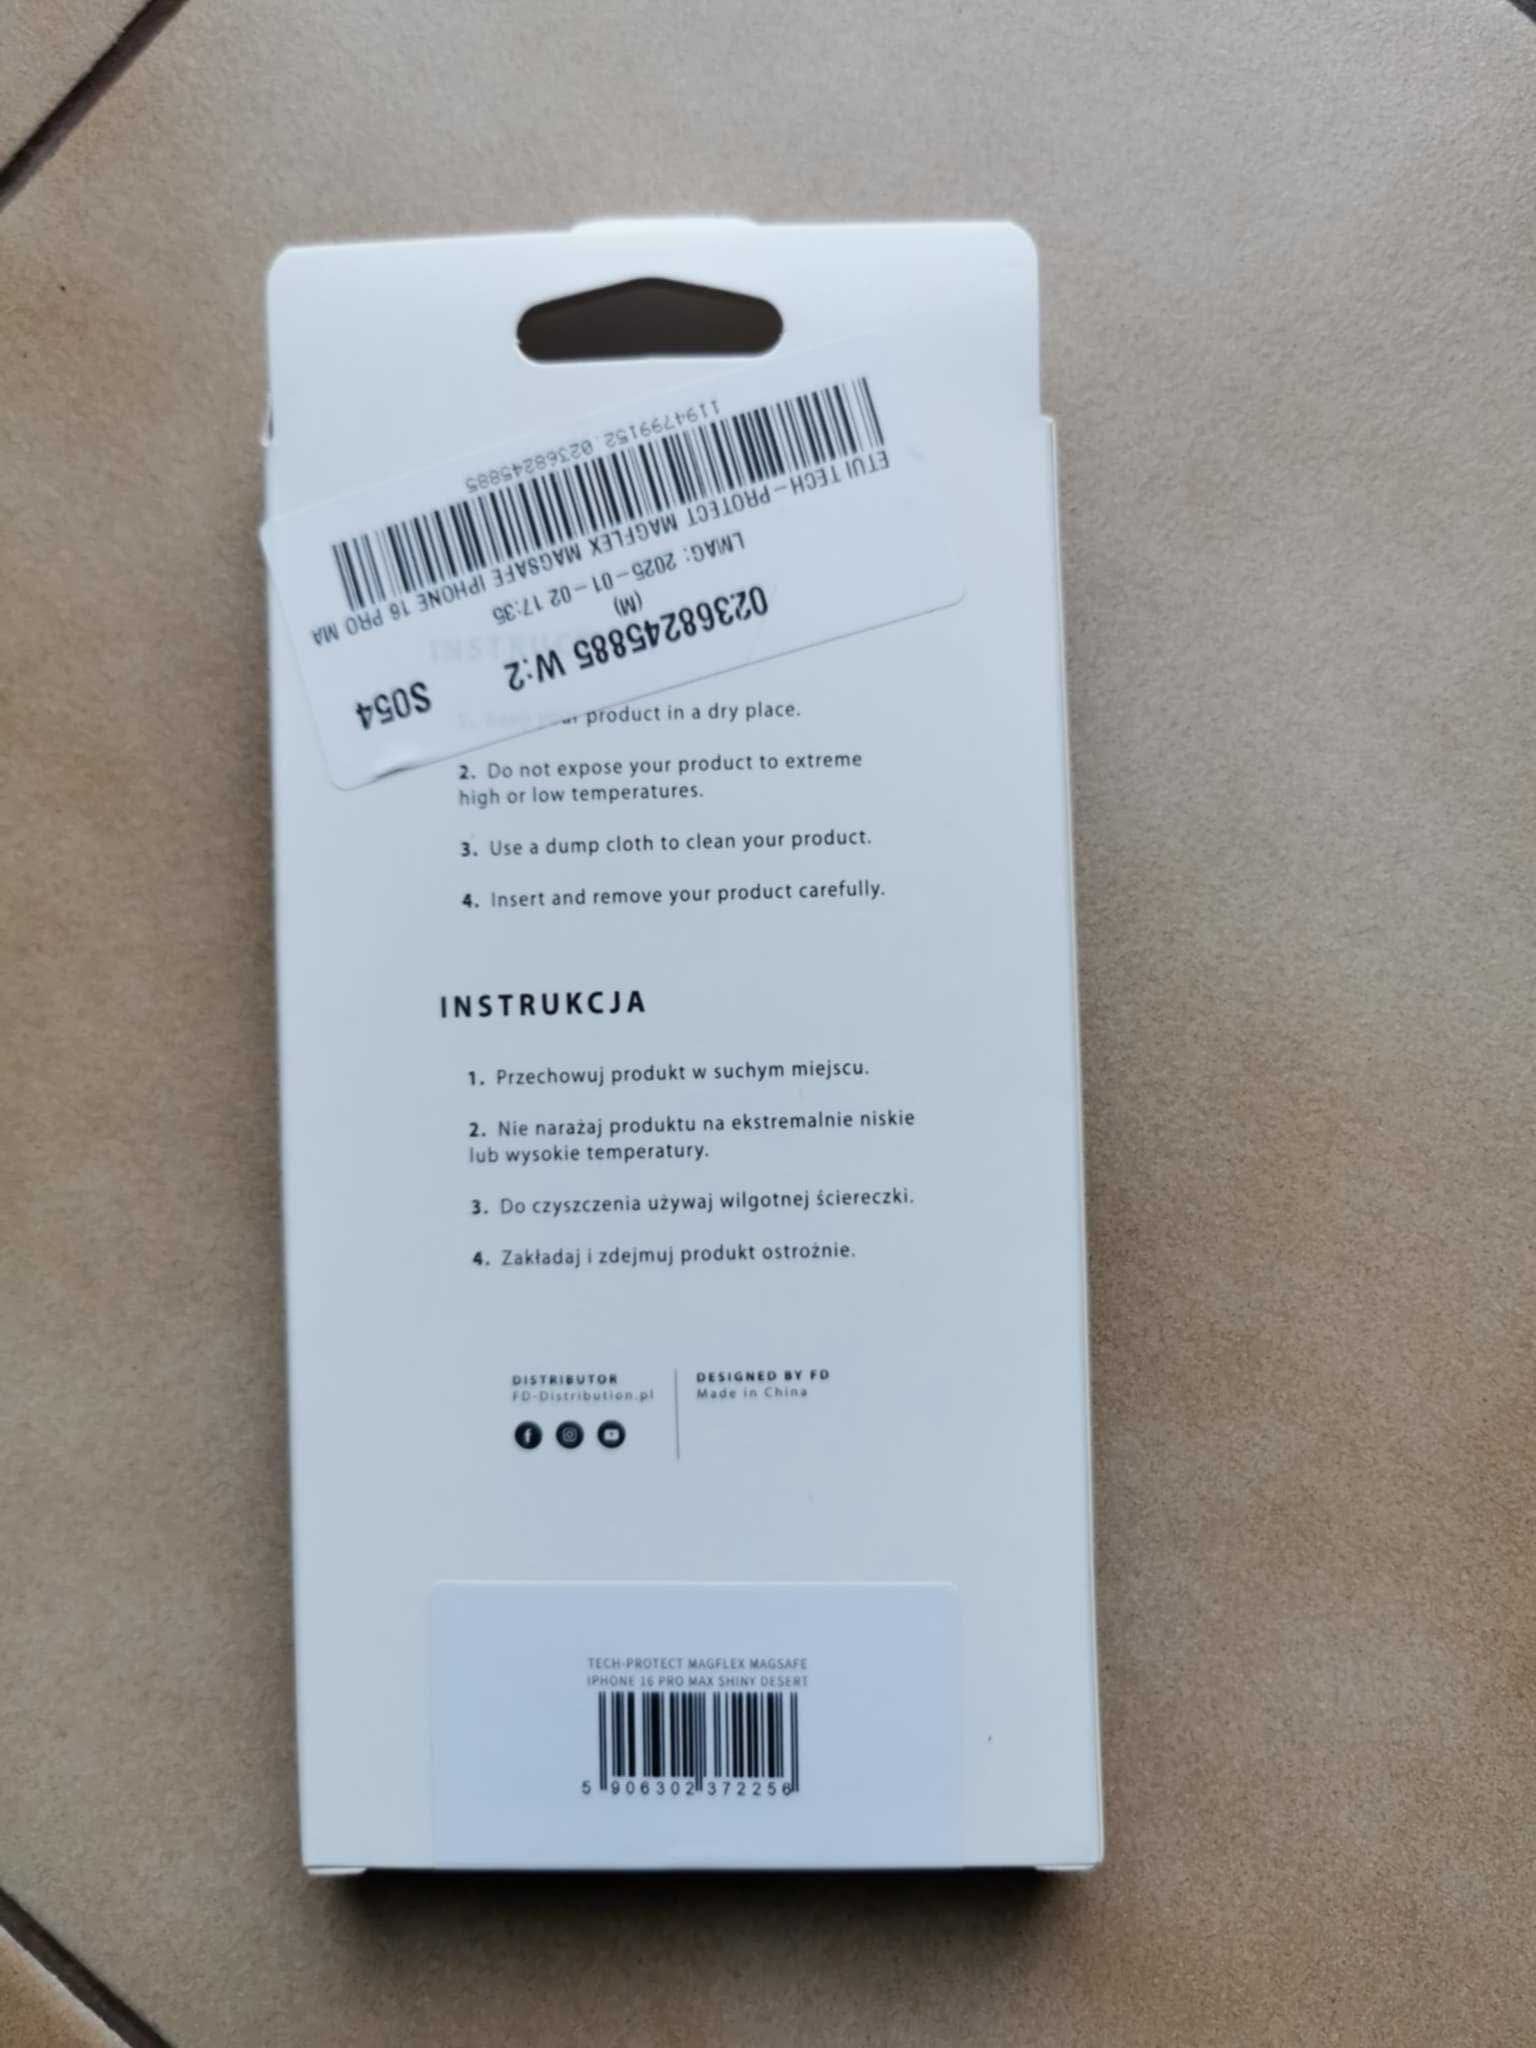 1194799152.02368245885
ETUI TECH-PROTECT MAGFLEX MAGSAFE IPHONE 16 PRO MA
LMAG: 2025-01-02 17:35
(M)
02368245885 W:2
S054
product in a dry place.
2. Do not expose your product to extreme
high or low temperatures.
3. Use a dump cloth to clean your product.
4. Insert and remove your product carefully.
INSTRUKCJA
1. Przechowuj produkt w suchym miejscu.
2. Nie narażaj produktu na ekstremalnie niskie
lub wysokie temperatury.
3. Do czyszczenia używaj wilgotnej ściereczki.
4. Zakładaj i zdejmuj produkt ostrożnie.
DISTRIBUTOR
FD-Distribution.pl
DESIGNED BY FD
Made in China
TECH-PROTECT MAGFLEX MAGSAFE
IPHONE 16 PRO MAX SHINY DESERT
5 906302 372256